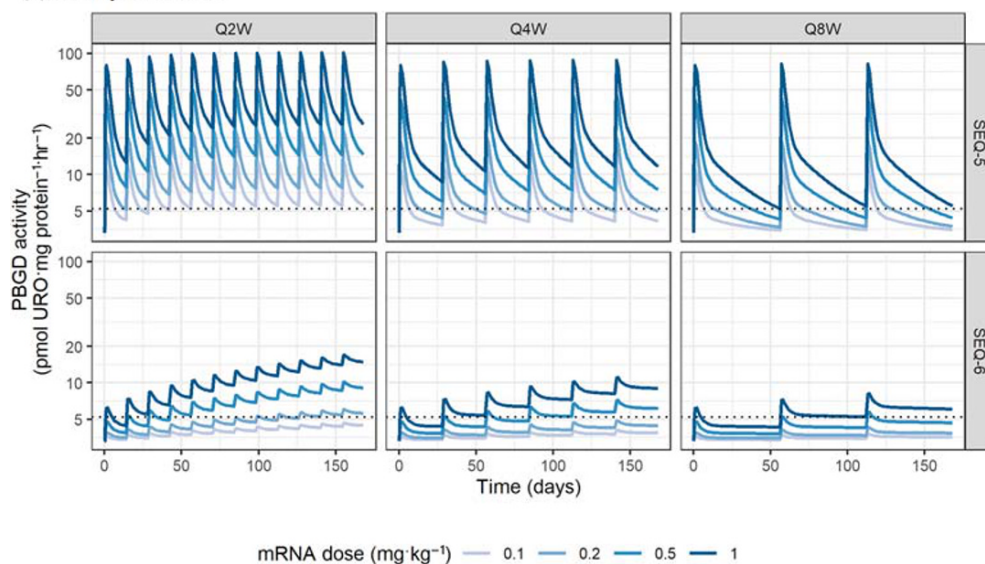 Q2W Q4W Q8W
100
50
20
10
5
SEQ-5
PBGD activity
(pmol URO·mg protein⁻¹·hr⁻¹)
100
50
20
10
5
SEQ-6
0 50 100 150 0 50 100 150 0 50 100 150
Time (days)
mRNA dose (mg·kg⁻¹) 0.1 0.2 0.5 1